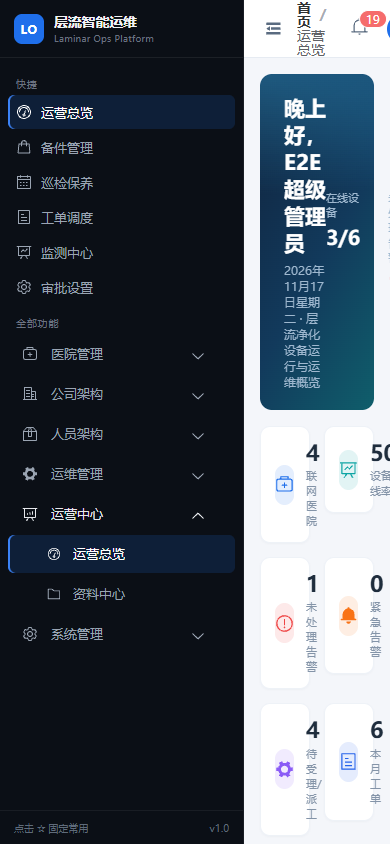 LO
层流智能运维
Laminar Ops Platform
快捷
运营总览
备件管理
巡检保养
工单调度
监测中心
审批设置
全部功能
医院管理
公司架构
人员架构
运维管理
运营中心
运营总览
资料中心
系统管理
点击 ☆ 固定常用
v1.0
首
页 /
运营
总览
19
晚上
好，
E2E
超级
管理
员
2026年
11月17
日星期
二 · 层
流净化
设备运
行与运
维概览
在线设
备
3/6
4
联
网
医
院
50
设备
线率
1
未
处
理
告
警
0
紧
急
告
警
4
待
受
理/
派
工
6
本
月
工
单